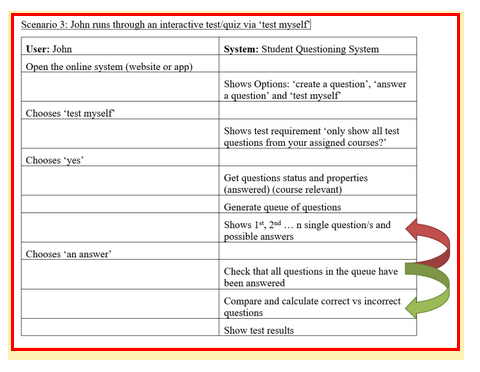 Scenario 3: John runs through an interactive test/quiz via ‘test myself’
User: John
System: Student Questioning System
Open the online system (website or app)
Shows Options: ‘create a question’, ‘answer
a question’ and ‘test myself’
Chooses ‘test myself’
Shows test requirement ‘only show all test
questions from your assigned courses?’
Chooses ‘yes’
Get questions status and properties
(answered) (course relevant)
Generate queue of questions
Shows 1st, 2nd … n single question/s and
possible answers
Chooses ‘an answer’
Check that all questions in the queue have
been answered
Compare and calculate correct vs incorrect
questions
Show test results